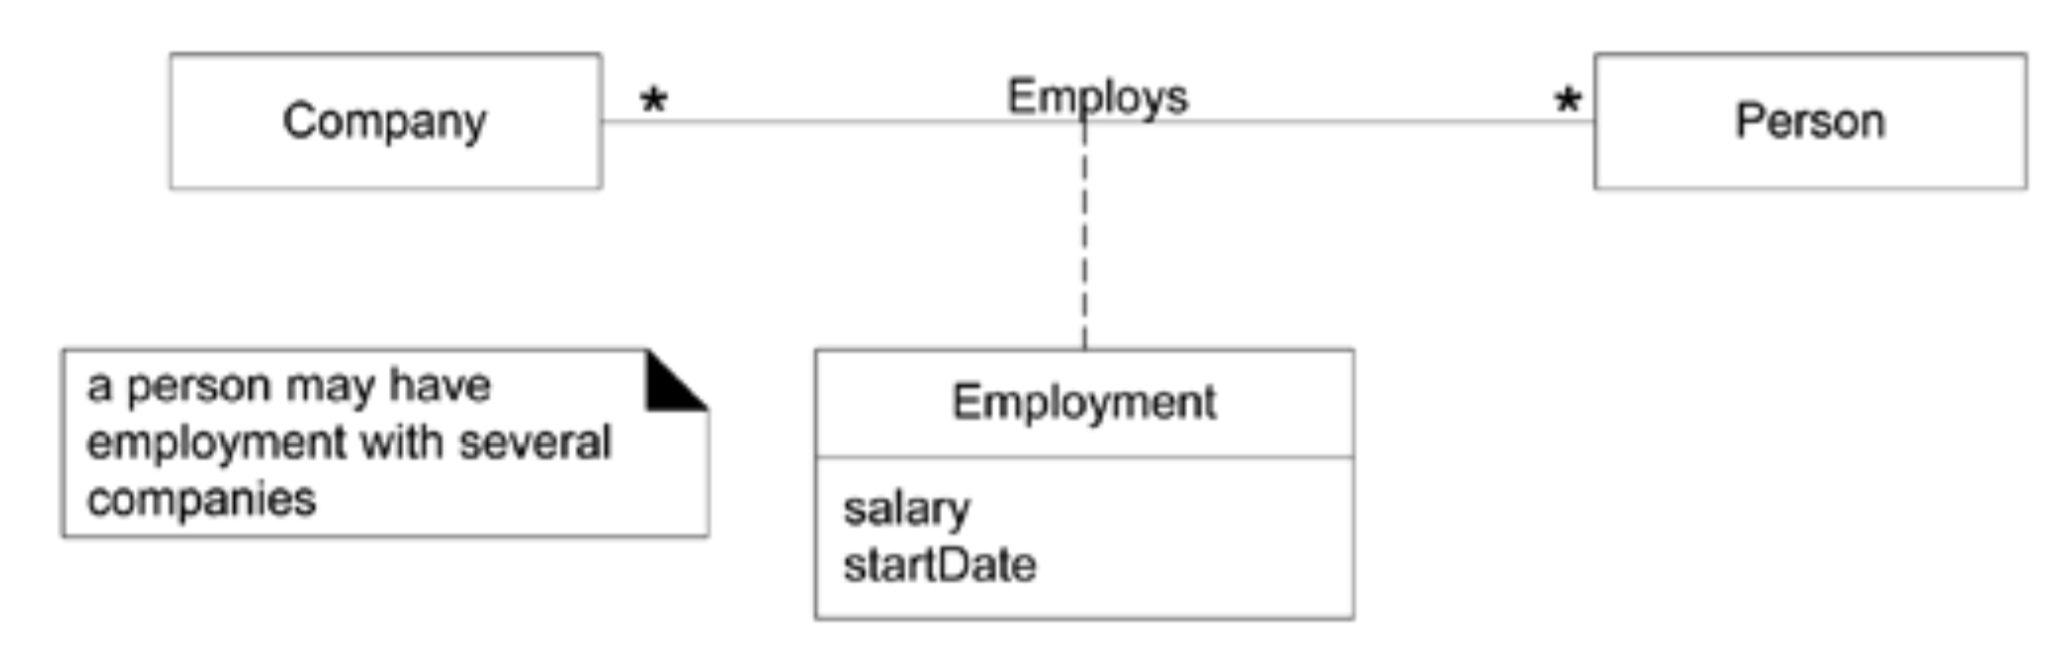 Company
*
Employs
*
Person
a person may have
employment with several
companies
Employment
salary
startDate